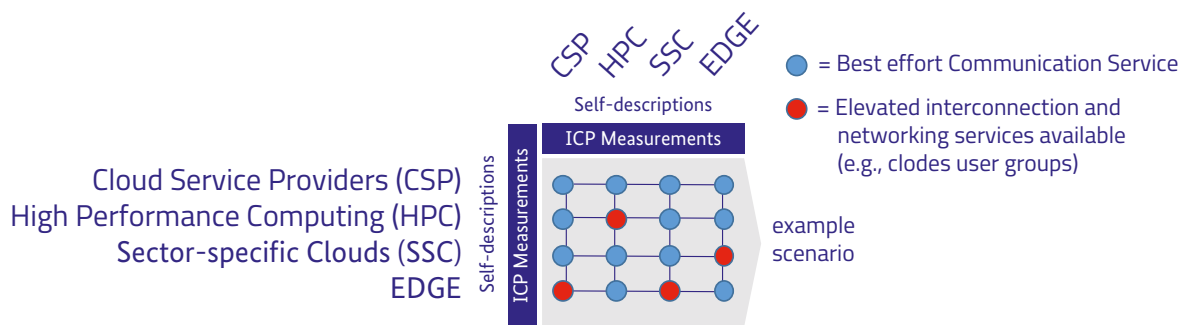 CSP
HPC
SSC
EDGE
Self-descriptions
ICP Measurements
= Best effort Communication Service
= Elevated interconnection and
networking services available
(e.g., clodes user groups)
Cloud Service Providers (CSP)
High Performance Computing (HPC)
Sector-specific Clouds (SSC)
EDGE
Self-descriptions
ICP Measurements
example
scenario